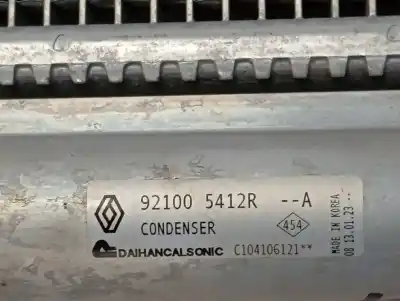 92100 5412R --A
CONDENSER
454
DAIHANCALSONIC C104106121**
MADE IN KOREA
08 13.01.23--